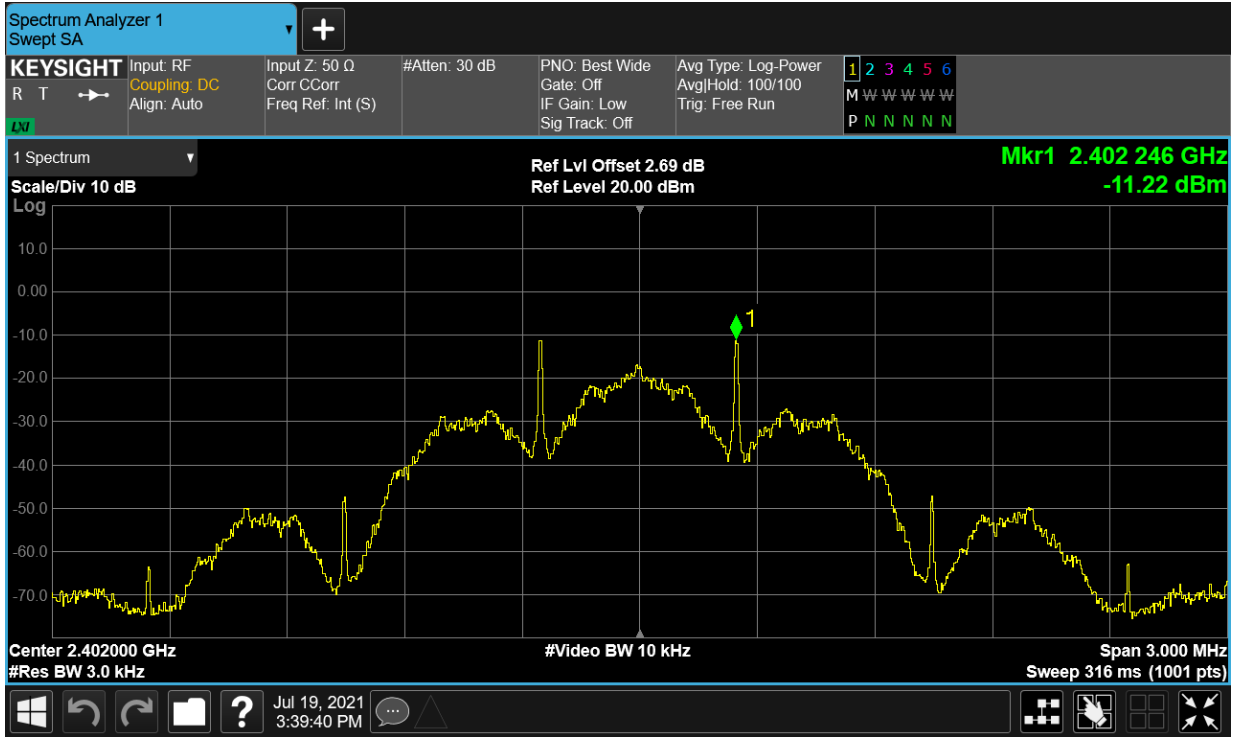 Spectrum Analyzer 1
Swept SA
+
KEYSIGHT
R T
LXI
Input: RF
Coupling: DC
Align: Auto
Input Z: 50 Ω
Corr CCorr
Freq Ref: Int (S)
#Atten: 30 dB
PNO: Best Wide
Gate: Off
IF Gain: Low
Sig Track: Off
Avg Type: Log-Power
Avg|Hold: 100/100
Trig: Free Run
1 2 3 4 5 6
M W W W W W
P N N N N N
1 Spectrum
Scale/Div 10 dB
Log
Ref Lvl Offset 2.69 dB
Ref Level 20.00 dBm
Mkr1 2.402 246 GHz
-11.22 dBm
10.0
0.00
-10.0
-20.0
-30.0
-40.0
-50.0
-60.0
-70.0
1
Center 2.402000 GHz
#Res BW 3.0 kHz
#Video BW 10 kHz
Span 3.000 MHz
Sweep 316 ms (1001 pts)
?
Jul 19, 2021
3:39:40 PM